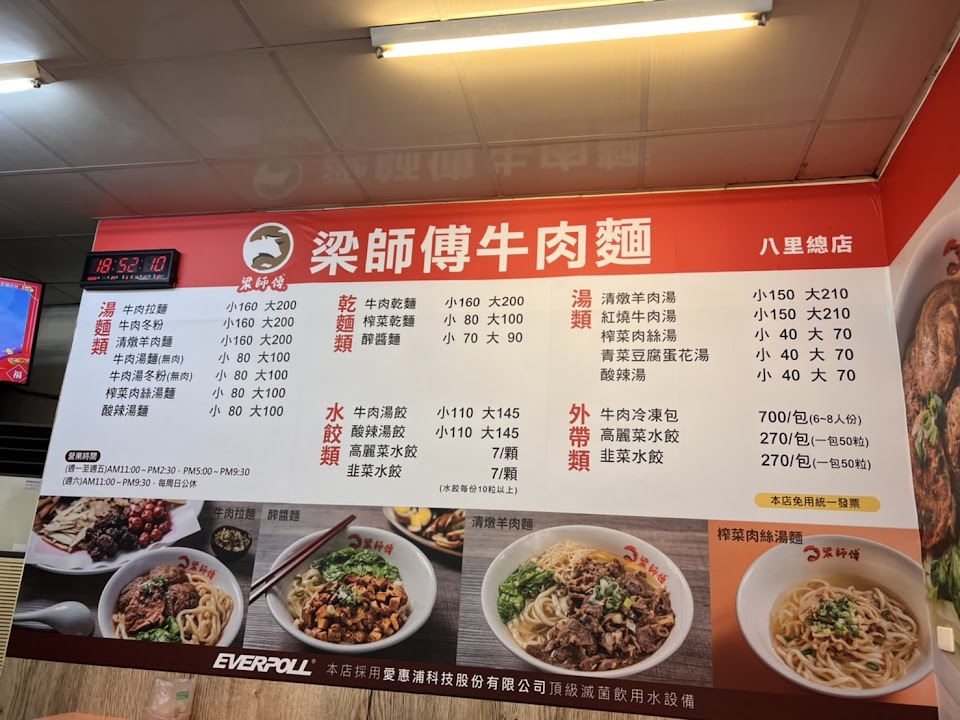 梁師傅牛肉麵
八里總店
18:52:10
梁師傅
湯麵類
牛肉拉麵 小160 大200
牛肉冬粉 小160 大200
清燉羊肉麵 小160 大200
牛肉湯麵(無肉) 小 80 大100
牛肉湯冬粉(無肉) 小 80 大100
榨菜肉絲湯麵 小 80 大100
酸辣湯麵 小 80 大100
乾麵類
牛肉乾麵 小160 大200
榨菜乾麵 小 80 大100
醡醬麵 小 70 大 90
湯類
清燉羊肉湯 小150 大210
紅燒牛肉湯 小150 大210
榨菜肉絲湯 小 40 大 70
青菜豆腐蛋花湯 小 40 大 70
酸辣湯 小 40 大 70
水餃類
牛肉湯餃 小110 大145
酸辣湯餃 小110 大145
高麗菜水餃 7/顆
韭菜水餃 7/顆
(水餃每份10粒以上)
外帶類
牛肉冷凍包 700/包(6~8人份)
高麗菜水餃 270/包(一包50粒)
韭菜水餃 270/包(一包50粒)
營業時間
(週一至週五)AM11:00~PM2:30，PM5:00~PM9:30
(週六)AM11:00~PM9:30，每周日公休
本店免用統一發票
福
牛肉拉麵
醡醬麵
清燉羊肉麵
榨菜肉絲湯麵
梁師傅
梁師傅
梁師傅
梁師傅
EVERPOLL® 本店採用愛惠浦科技股份有限公司頂級滅菌飲用水設備